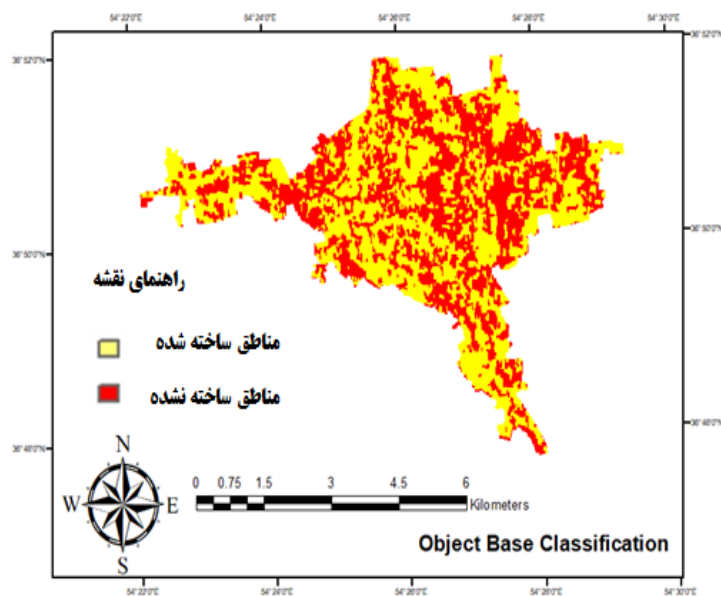 54°22'0"E 54°24'0"E 54°26'0"E 54°28'0"E 54°30'0"E
36°52'0"N 36°52'0"N
36°50'0"N 36°50'0"N
راهنمای نقشه
مناطق ساخته شده
مناطق ساخته نشده
36°48'0"N 36°48'0"N
N
W E
S
0 0.75 1.5 3 4.5 6
Kilometers
Object Base Classification
54°22'0"E 54°24'0"E 54°26'0"E 54°28'0"E 54°30'0"E